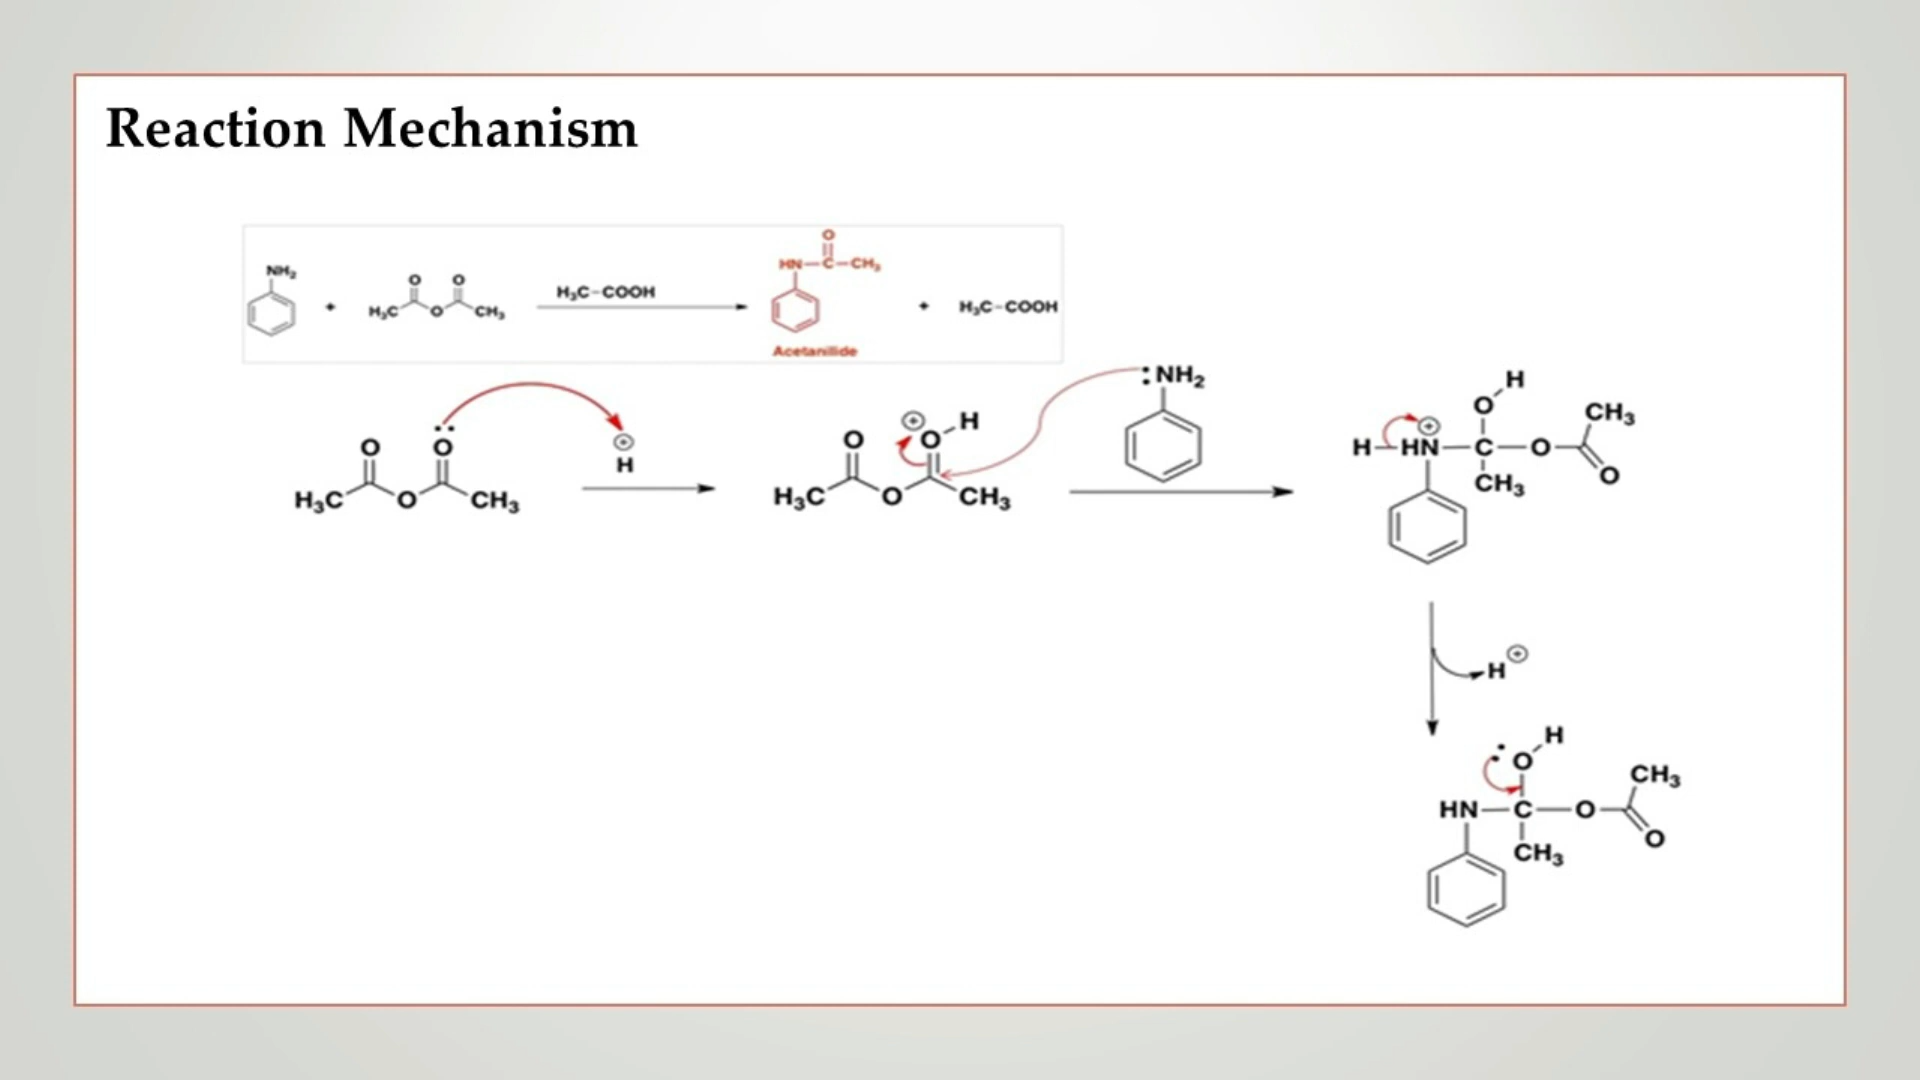 Reaction Mechanism
O
NH₂ O O HN-C-CH₃
H₃C-COOH
+ H₃C O CH₃ + H₃C-COOH
Acetanilide
:NH₂
H
O
⊕ H CH₃
O O ⊕ O O ⊕
H H-HN-C-O
H₃C O CH₃ H₃C O CH₃ CH₃ O
H ⊕
H
O
CH₃
HN-C-O
O
CH₃